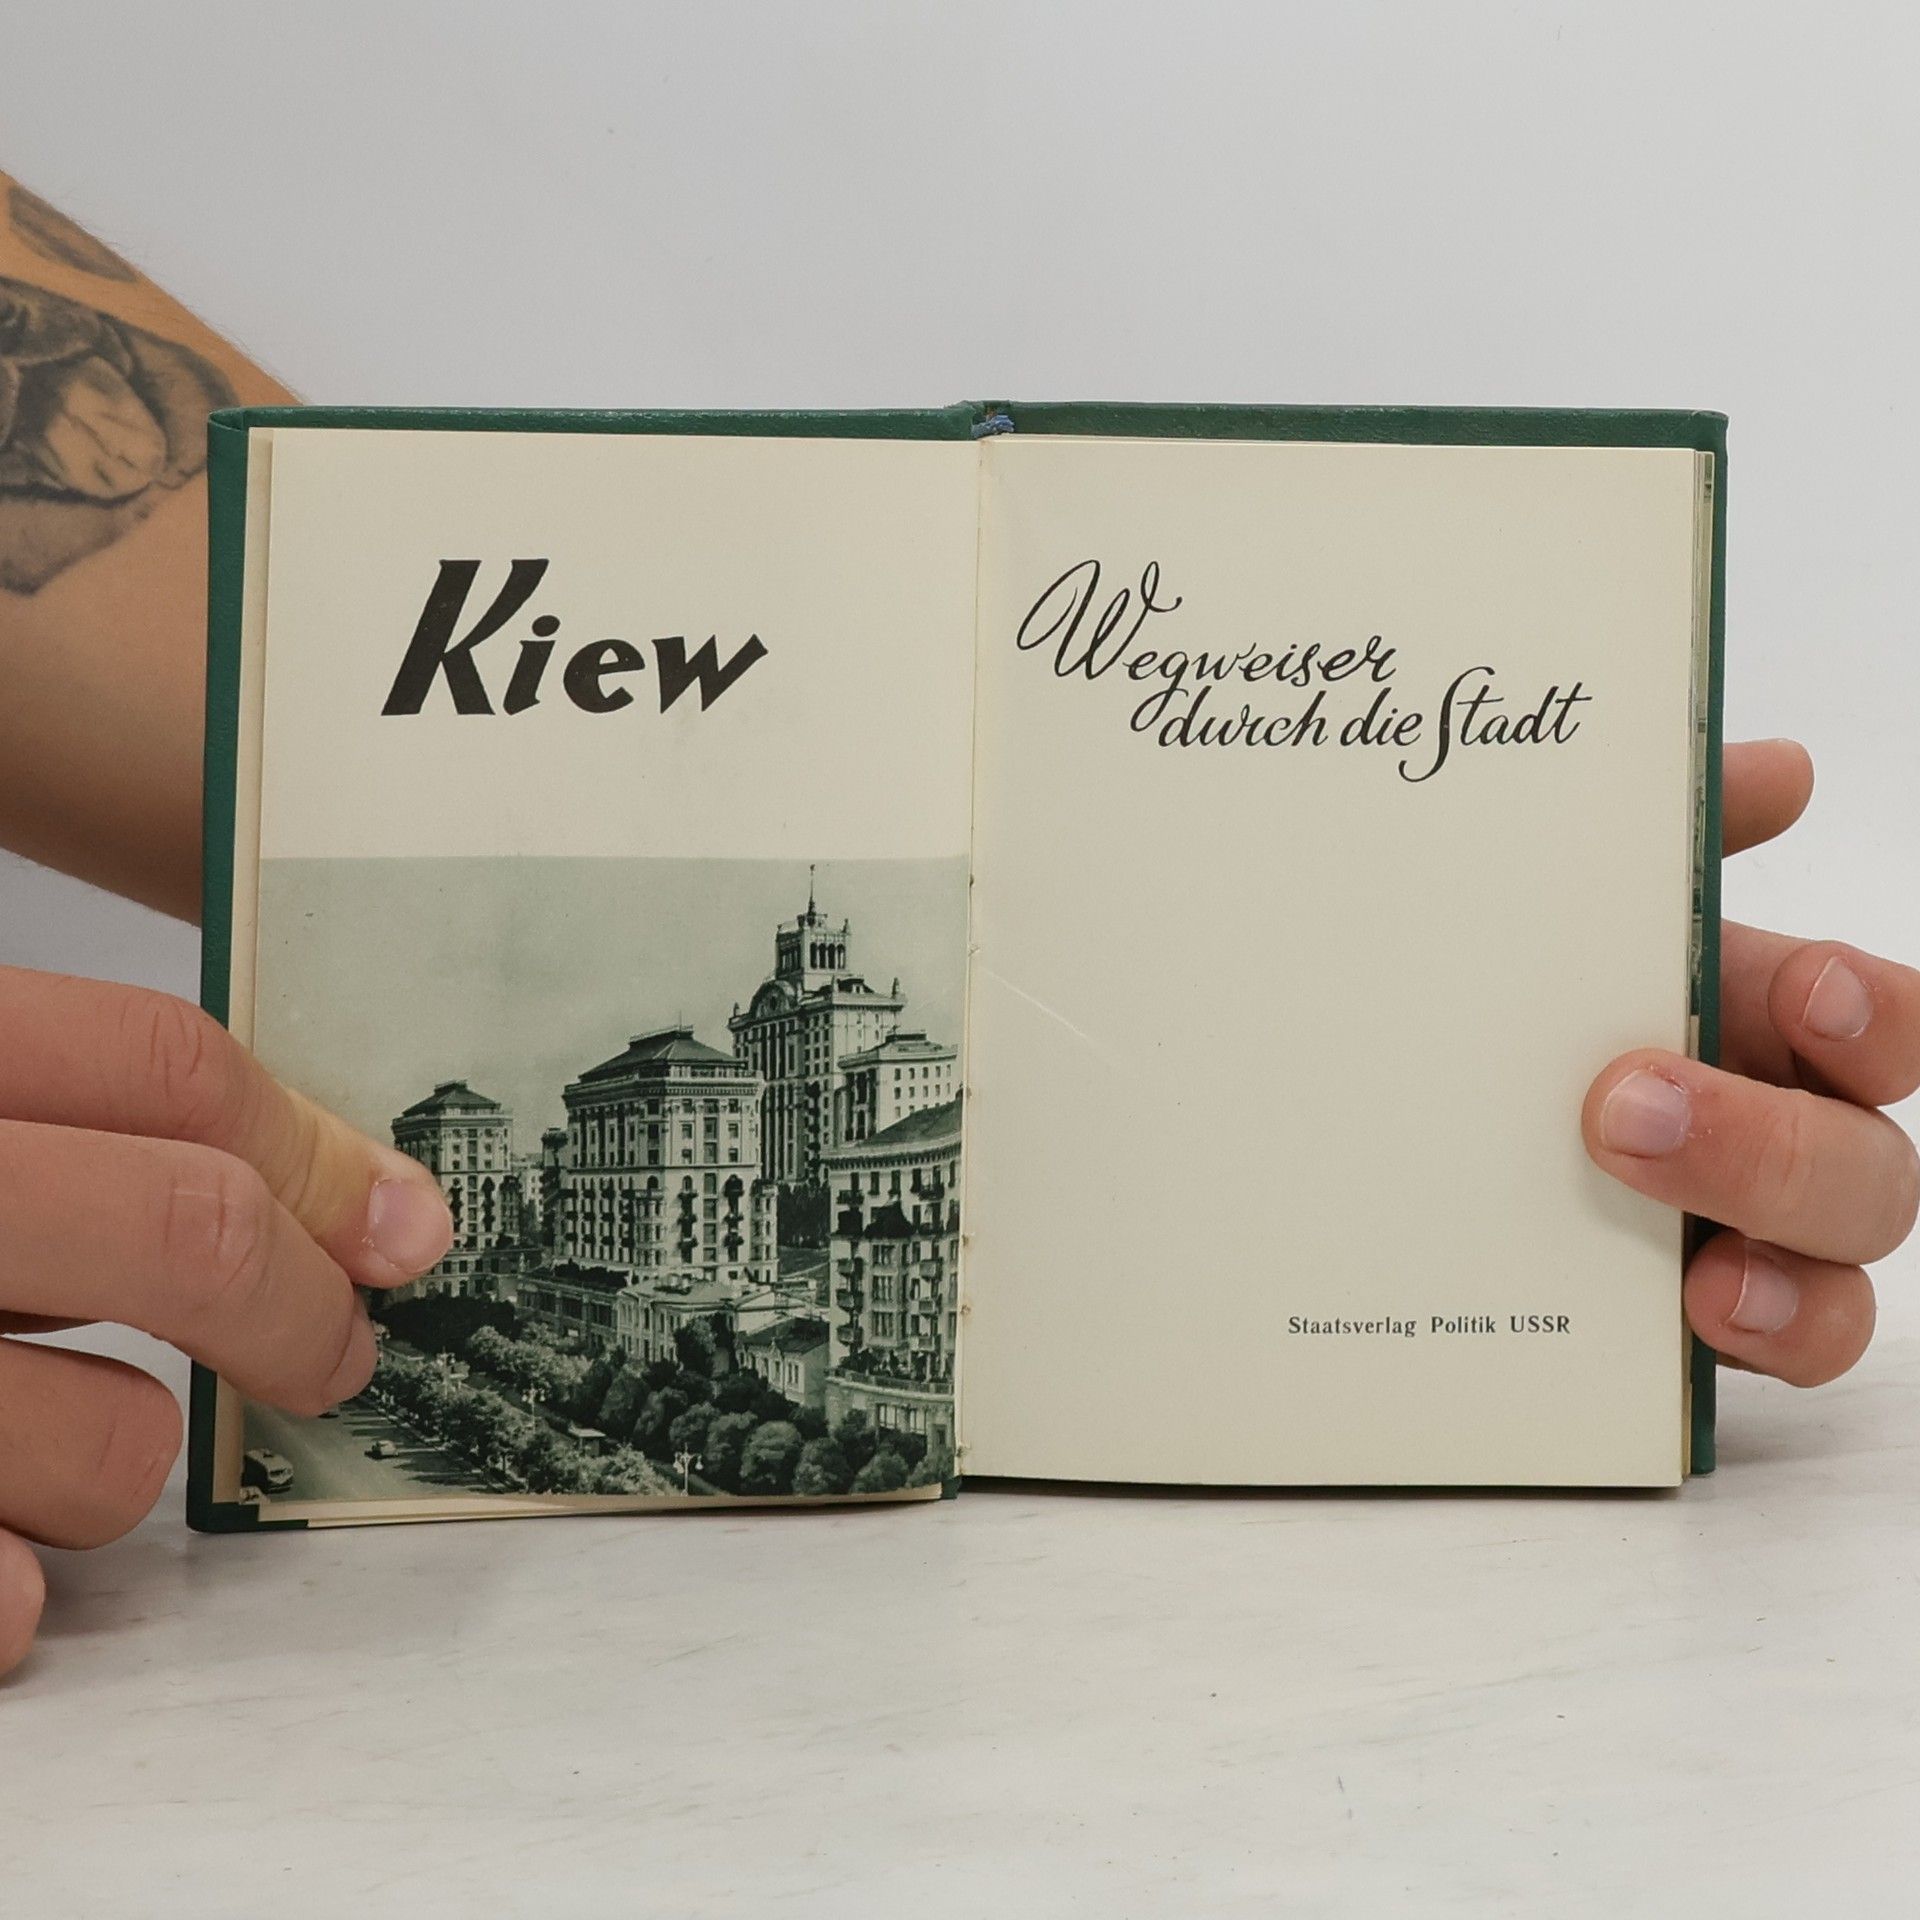 Kiew
Wegweiser
durch die Stadt
Staatsverlag Politik USSR